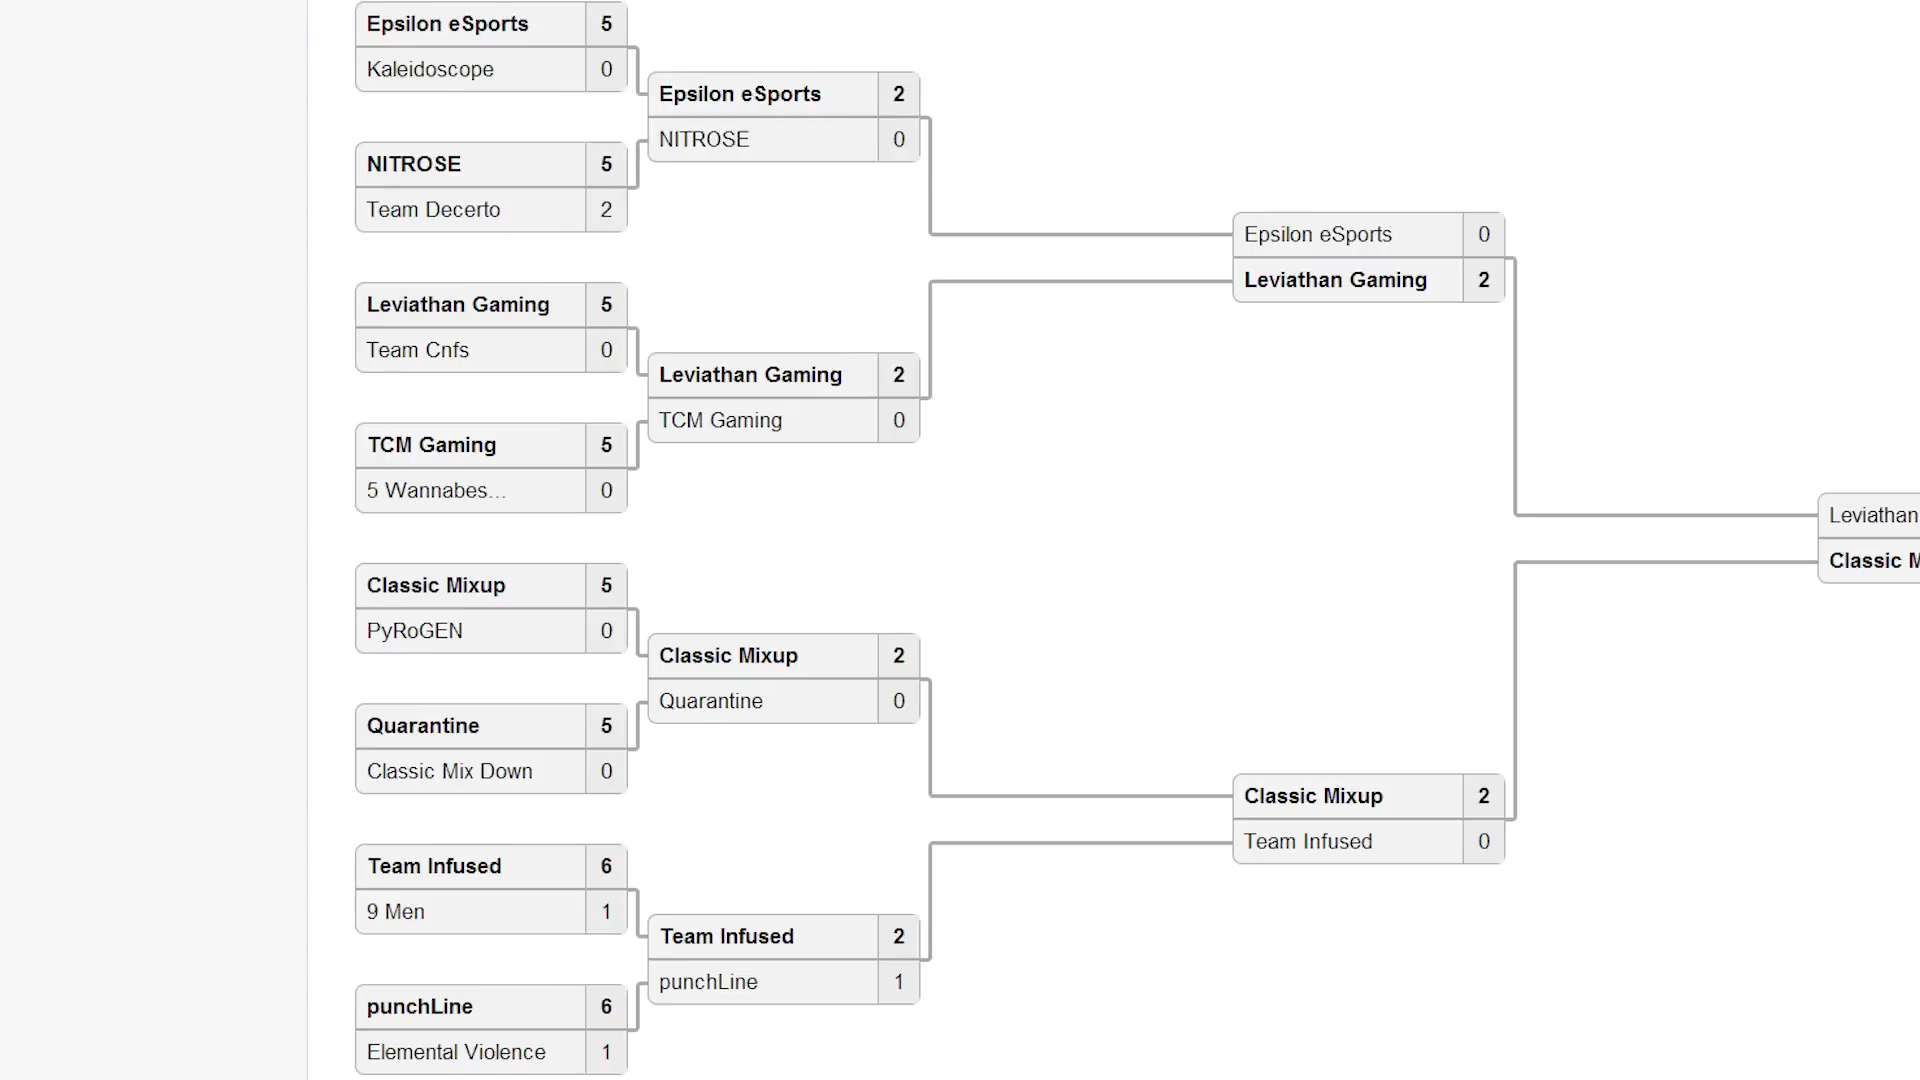 Epsilon eSports 5
Kaleidoscope 0
NITROSE 5
Team Decerto 2
Leviathan Gaming 5
Team Cnfs 0
TCM Gaming 5
5 Wannabes... 0
Classic Mixup 5
PyRoGEN 0
Quarantine 5
Classic Mix Down 0
Team Infused 6
9 Men 1
punchLine 6
Elemental Violence 1
Epsilon eSports 2
NITROSE 0
Leviathan Gaming 2
TCM Gaming 0
Classic Mixup 2
Quarantine 0
Team Infused 2
punchLine 1
Epsilon eSports 0
Leviathan Gaming 2
Classic Mixup 2
Team Infused 0
Leviathan
Classic M